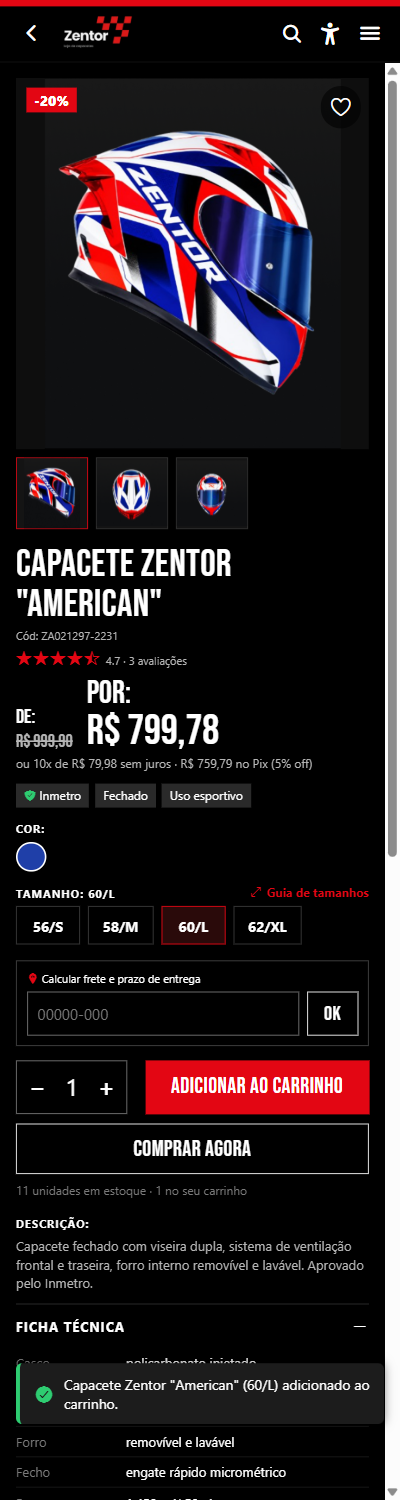 Zentor
-20%
ZENTOR
CAPACETE ZENTOR
"AMERICAN"
Cód: ZA021297-2231
4.7 · 3 avaliações
DE:
R$ 999,90
POR:
R$ 799,78
ou 10x de R$ 79,98 sem juros · R$ 759,79 no Pix (5% off)
Inmetro Fechado Uso esportivo
COR:
TAMANHO: 60/L Guia de tamanhos
56/S 58/M 60/L 62/XL
Calcular frete e prazo de entrega
00000-000 OK
− 1 + ADICIONAR AO CARRINHO
COMPRAR AGORA
11 unidades em estoque · 1 no seu carrinho
DESCRIÇÃO:
Capacete fechado com viseira dupla, sistema de ventilação
frontal e traseira, forro interno removível e lavável. Aprovado
pelo Inmetro.
FICHA TÉCNICA −
Casco policarbonato injetado
Capacete Zentor "American" (60/L) adicionado ao
carrinho.
Forro removível e lavável
Fecho engate rápido micrométrico